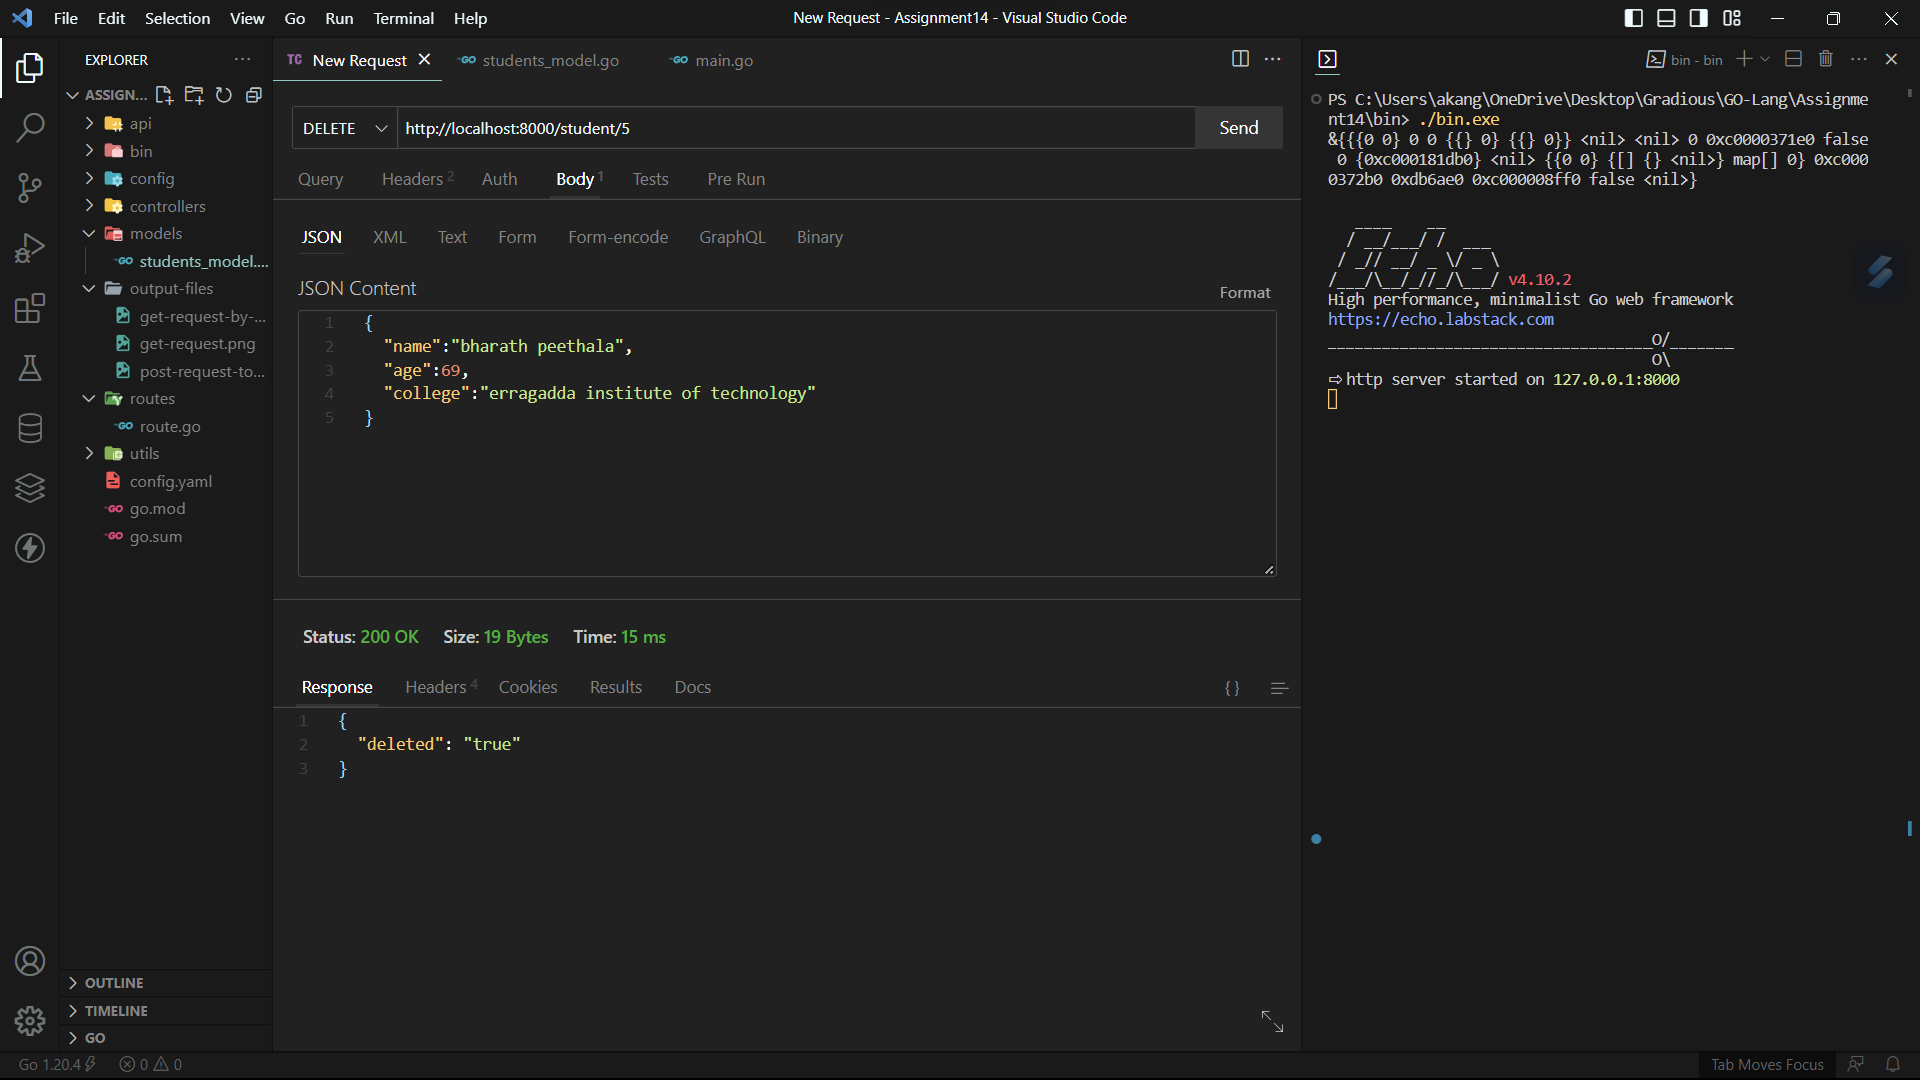 File Edit Selection View Go Run Terminal Help
New Request - Assignment14 - Visual Studio Code
EXPLORER
ASSIGN...
api
bin
config
controllers
models
students_model....
output-files
get-request-by-...
get-request.png
post-request-to...
routes
route.go
utils
config.yaml
go.mod
go.sum
OUTLINE
TIMELINE
GO
TC New Request
GO students_model.go
GO main.go
DELETE http://localhost:8000/student/5 Send
Query Headers 2 Auth Body 1 Tests Pre Run
JSON XML Text Form Form-encode GraphQL Binary
JSON Content
Format
1 {
2 "name":"bharath peethala",
3 "age":69,
4 "college":"erragadda institute of technology"
5 }
Status: 200 OK Size: 19 Bytes Time: 15 ms
Response Headers 4 Cookies Results Docs
{}
1 {
2 "deleted": "true"
3 }
bin - bin
PS C:\Users\akang\OneDrive\Desktop\Gradious\GO-Lang\Assignme
nt14\bin> ./bin.exe
&{{{0 0} 0 0 {{} 0} {{} 0}} <nil> <nil> 0 0xc0000371e0 false
0 {0xc000181db0} <nil> {{0 0} {[] {} <nil>} map[] 0} 0xc000
0372b0 0xdb6ae0 0xc000008ff0 false <nil>}
   ____    __
  / __/___/ /  ___
 / _// __/ _ \/ _ \
/___/\__/_//_/\___/ v4.10.2
High performance, minimalist Go web framework
https://echo.labstack.com
____________________________________O/_______
                                    O\
⇨ http server started on 127.0.0.1:8000
Go 1.20.4 0 0
Tab Moves Focus